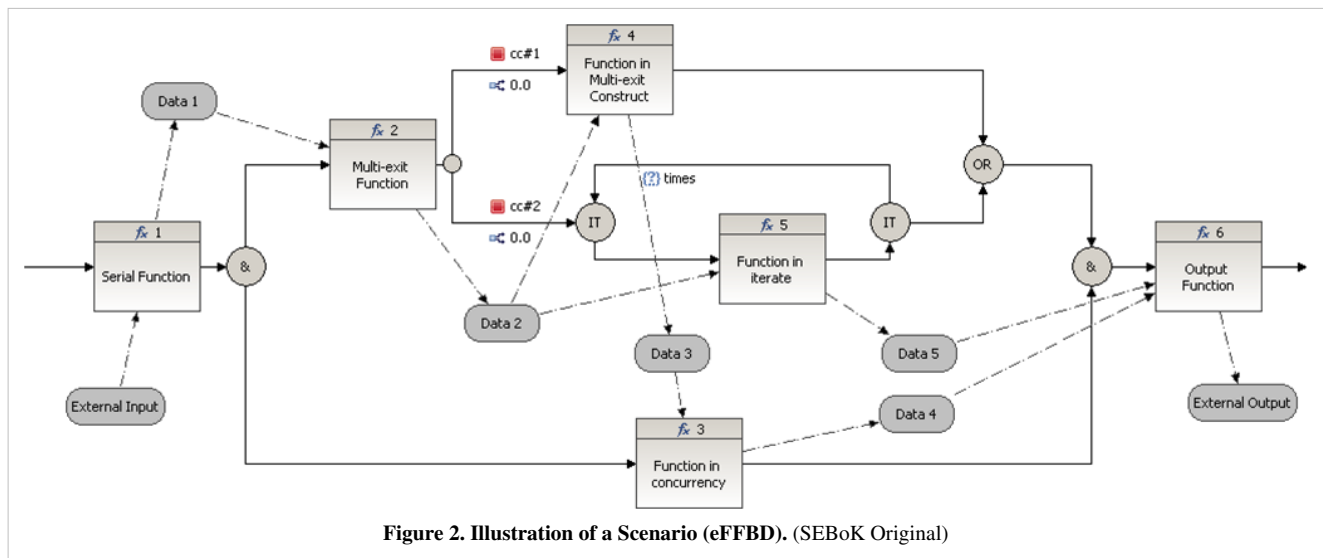 fx 4
cc#1
Function in
Multi-exit
Construct
0.0
Data 1
fx 2
Multi-exit
Function
OR
{?} times
cc#2
IT
IT
0.0
fx 5
Function in
iterate
fx 1
Serial Function
&
&
fx 6
Output
Function
Data 2
Data 3
Data 5
External Input
Data 4
External Output
fx 3
Function in
concurrency
Figure 2. Illustration of a Scenario (eFFBD). (SEBoK Original)